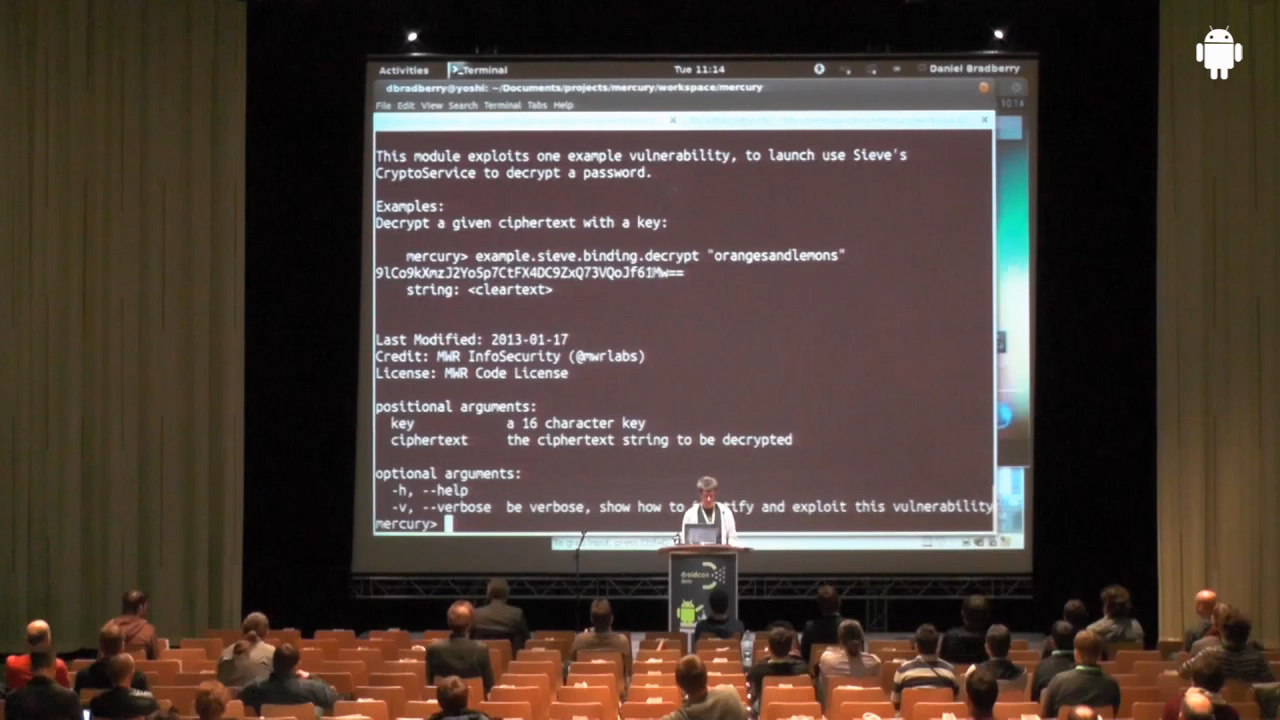 Activities Terminal Tue 11:14 Daniel Bradberry
dbradberry@yoshi: ~/Documents/projects/mercury/workspace/mercury
File Edit View Search Terminal Tabs Help
10:14
This module exploits one example vulnerability, to launch use Sieve's
CryptoService to decrypt a password.
Examples:
Decrypt a given ciphertext with a key:
mercury> example.sieve.binding.decrypt "orangesandlemons"
9lCo9kXmzJ2Yo5p7CtFX4DC9ZxQ73VQoJf61Mw==
string: <cleartext>
Last Modified: 2013-01-17
Credit: MWR InfoSecurity (@mwrlabs)
License: MWR Code License
positional arguments:
key a 16 character key
ciphertext the ciphertext string to be decrypted
optional arguments:
-h, --help
-v, --verbose be verbose, show how to and exploit this vulnerability
mercury>
droidcon